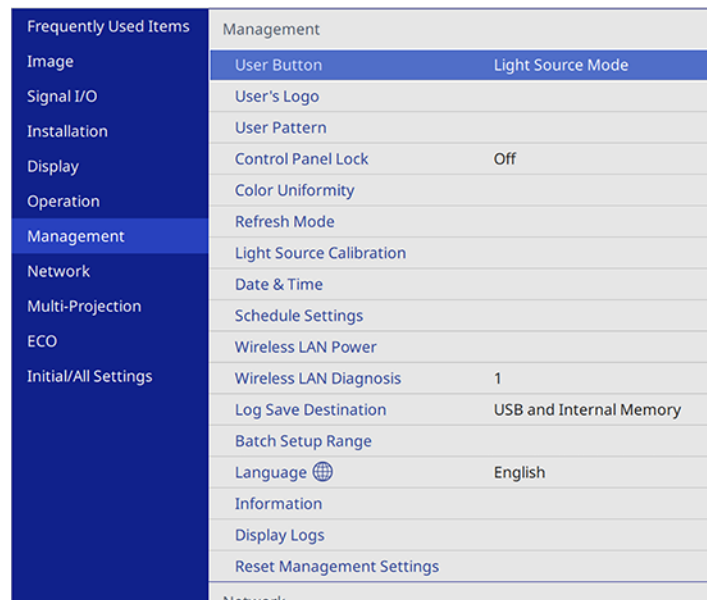 Frequently Used Items
Image
Signal I/O
Installation
Display
Operation
Management
Network
Multi-Projection
ECO
Initial/All Settings
Management
User Button Light Source Mode
User's Logo
User Pattern
Control Panel Lock Off
Color Uniformity
Refresh Mode
Light Source Calibration
Date & Time
Schedule Settings
Wireless LAN Power
Wireless LAN Diagnosis 1
Log Save Destination USB and Internal Memory
Batch Setup Range
Language English
Information
Display Logs
Reset Management Settings
Network